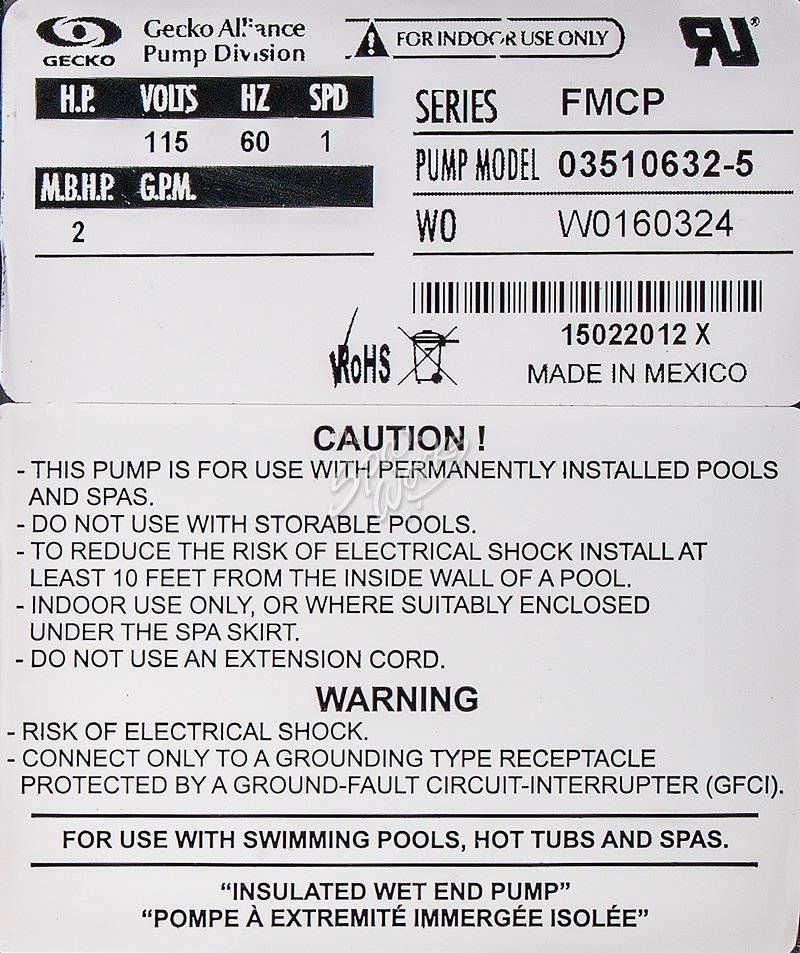 GECKO
Gecko Alliance
Pump Division
FOR INDOOR USE ONLY
H.P. VOLTS HZ SPD
115 60 1
M.B.H.P. G.P.M.
2
SERIES FMCP
PUMP MODEL 03510632-5
WO W0160324
15022012 X
RoHS
MADE IN MEXICO
CAUTION !
- THIS PUMP IS FOR USE WITH PERMANENTLY INSTALLED POOLS
AND SPAS.
- DO NOT USE WITH STORABLE POOLS.
- TO REDUCE THE RISK OF ELECTRICAL SHOCK INSTALL AT
LEAST 10 FEET FROM THE INSIDE WALL OF A POOL.
- INDOOR USE ONLY, OR WHERE SUITABLY ENCLOSED
UNDER THE SPA SKIRT.
- DO NOT USE AN EXTENSION CORD.
WARNING
- RISK OF ELECTRICAL SHOCK.
- CONNECT ONLY TO A GROUNDING TYPE RECEPTACLE
PROTECTED BY A GROUND-FAULT CIRCUIT-INTERRUPTER (GFCI).
FOR USE WITH SWIMMING POOLS, HOT TUBS AND SPAS.
“INSULATED WET END PUMP”
“POMPE À EXTREMITÉ IMMERGÉE ISOLÉE”